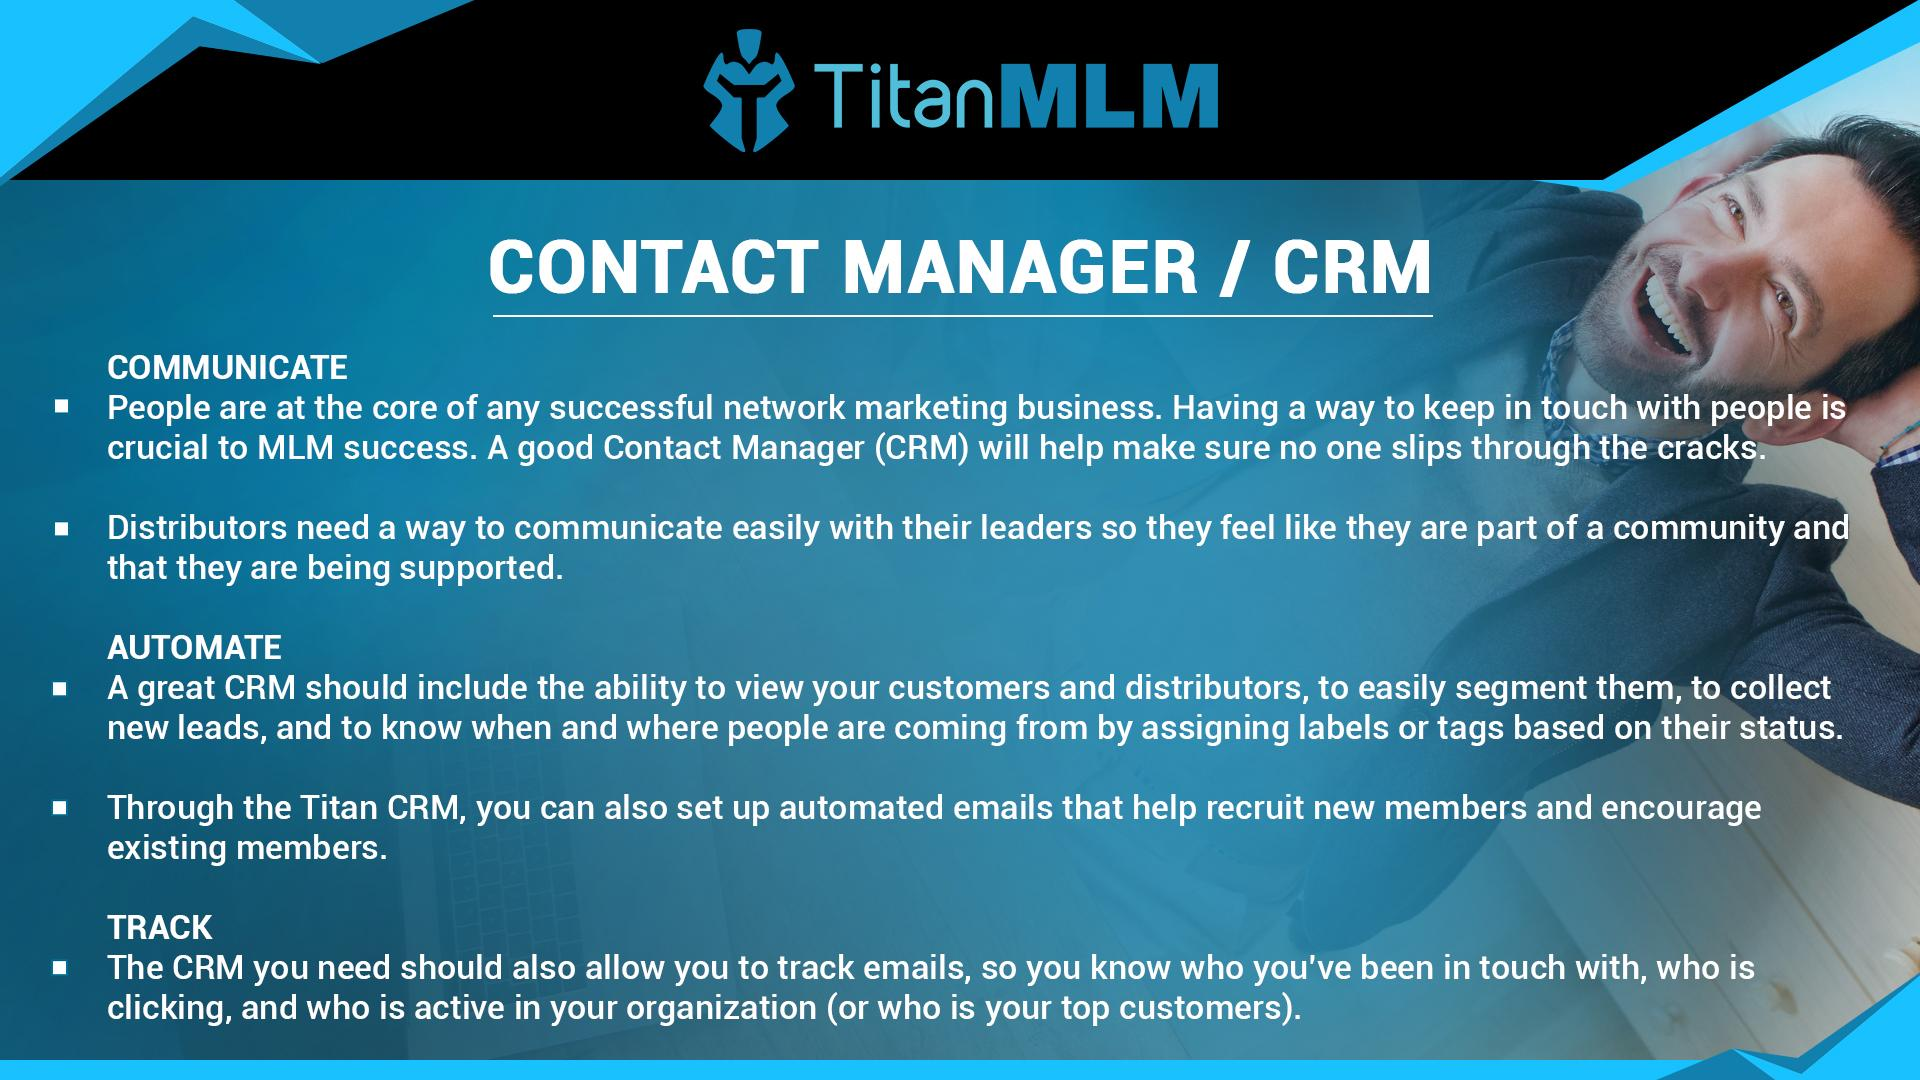 TitanMLM
CONTACT MANAGER / CRM
COMMUNICATE
People are at the core of any successful network marketing business. Having a way to keep in touch with people is
crucial to MLM success. A good Contact Manager (CRM) will help make sure no one slips through the cracks.
Distributors need a way to communicate easily with their leaders so they feel like they are part of a community and
that they are being supported.
AUTOMATE
A great CRM should include the ability to view your customers and distributors, to easily segment them, to collect
new leads, and to know when and where people are coming from by assigning labels or tags based on their status.
Through the Titan CRM, you can also set up automated emails that help recruit new members and encourage
existing members.
TRACK
The CRM you need should also allow you to track emails, so you know who you've been in touch with, who is
clicking, and who is active in your organization (or who is your top customers).